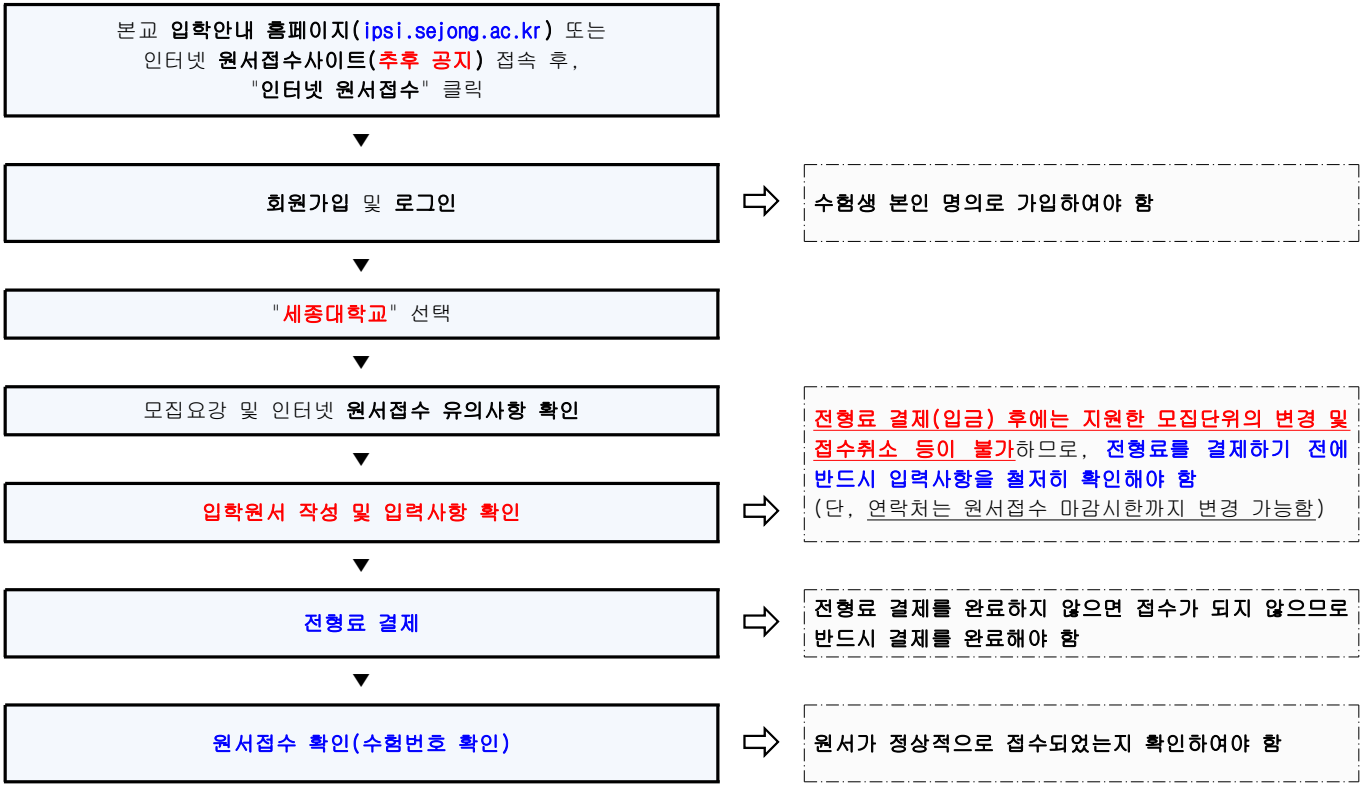 본교 입학안내 홈페이지(ipsi.sejong.ac.kr) 또는
인터넷 원서접수사이트(추후 공지) 접속 후,
"인터넷 원서접수" 클릭
▼
회원가입 및 로그인
수험생 본인 명의로 가입하여야 함
▼
"세종대학교" 선택
▼
모집요강 및 인터넷 원서접수 유의사항 확인
▼
입학원서 작성 및 입력사항 확인
전형료 결제(입금) 후에는 지원한 모집단위의 변경 및
접수취소 등이 불가하므로, 전형료를 결제하기 전에
반드시 입력사항을 철저히 확인해야 함
(단, 연락처는 원서접수 마감시한까지 변경 가능함)
▼
전형료 결제
전형료 결제를 완료하지 않으면 접수가 되지 않으므로
반드시 결제를 완료해야 함
▼
원서접수 확인(수험번호 확인)
원서가 정상적으로 접수되었는지 확인하여야 함